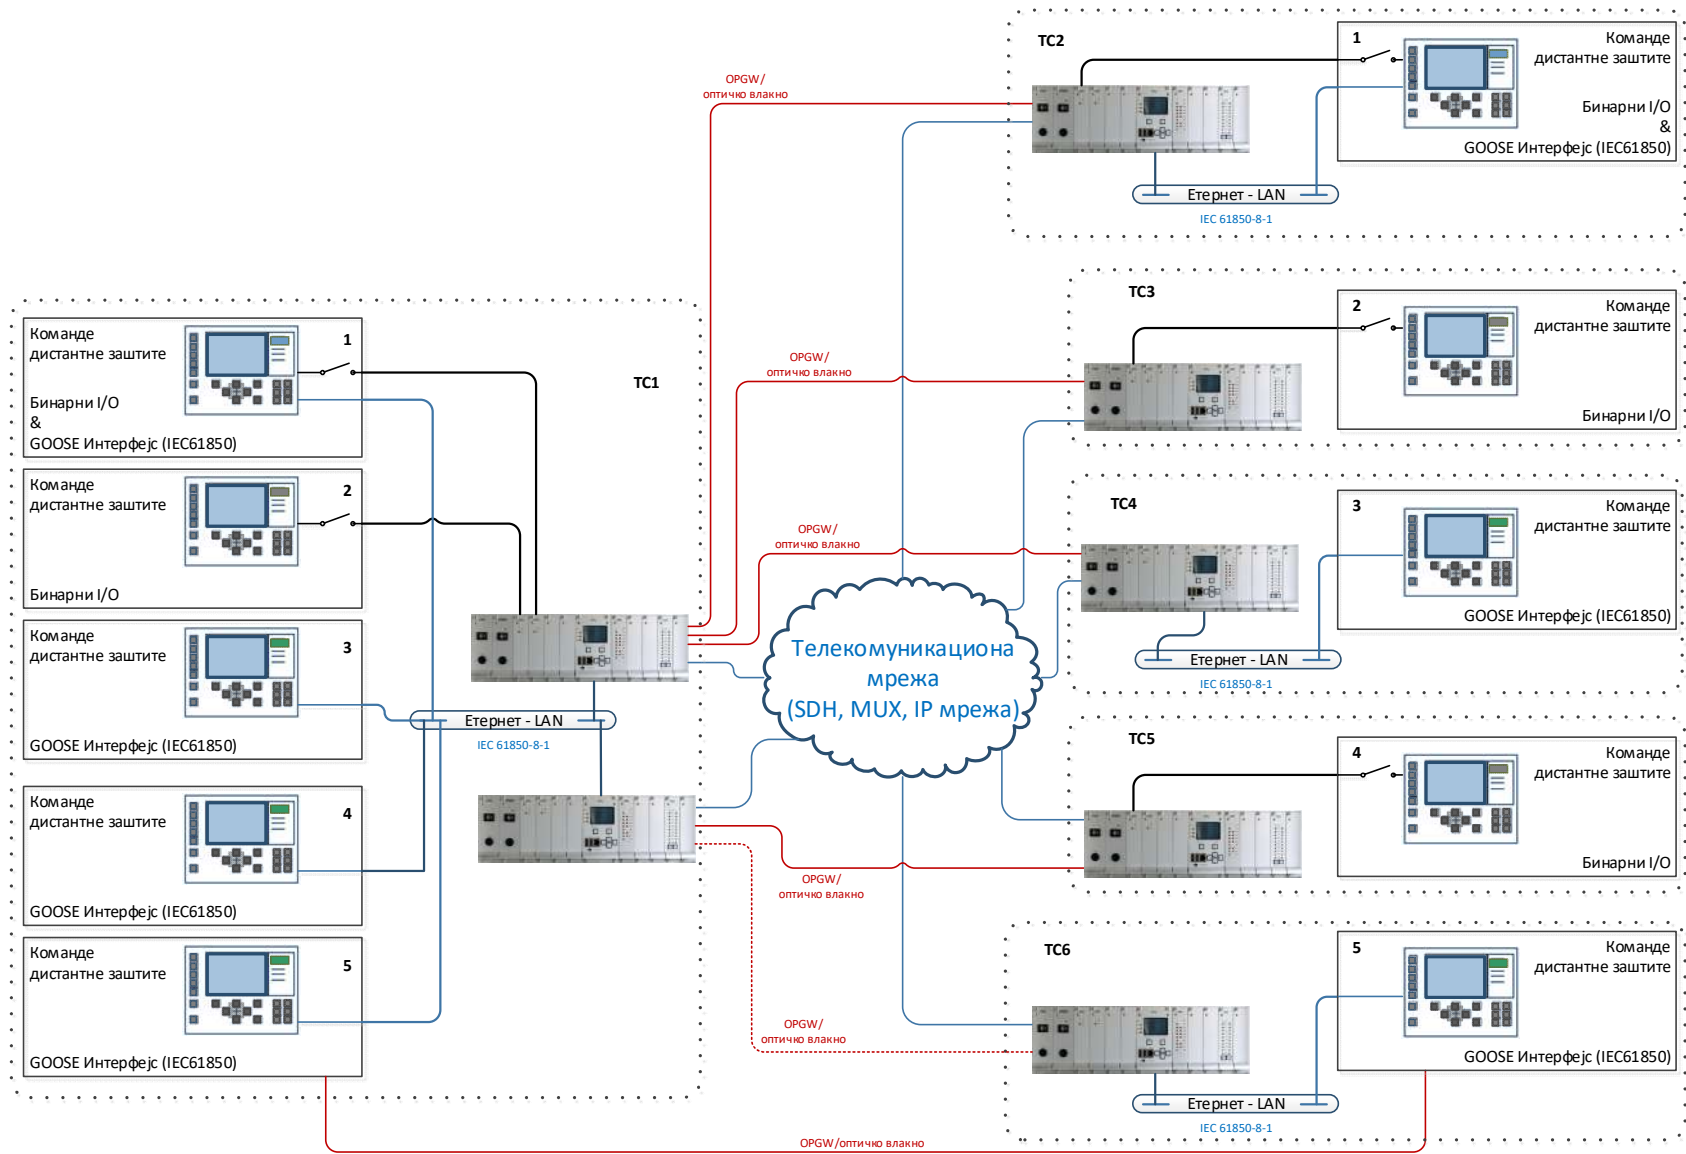 TC1
Команде
дистантне заштите
1
Бинарни I/O
&
GOOSE Интерфејс (IEC61850)
Команде
дистантне заштите
2
Бинарни I/O
Команде
дистантне заштите
3
GOOSE Интерфејс (IEC61850)
Команде
дистантне заштите
4
GOOSE Интерфејс (IEC61850)
Команде
дистантне заштите
5
GOOSE Интерфејс (IEC61850)
Етернет - LAN
IEC 61850-8-1
OPGW/
оптичко влакно
OPGW/
оптичко влакно
OPGW/
оптичко влакно
Телекомуникациона
мрежа
(SDH, MUX, IP мрежа)
OPGW/
оптичко влакно
OPGW/
оптичко влакно
OPGW/оптичко влакно
TC2
1
Команде
дистантне заштите
Бинарни I/O
&
GOOSE Интерфејс (IEC61850)
Етернет - LAN
IEC 61850-8-1
TC3
2
Команде
дистантне заштите
Бинарни I/O
TC4
3
Команде
дистантне заштите
GOOSE Интерфејс (IEC61850)
Етернет - LAN
IEC 61850-8-1
TC5
4
Команде
дистантне заштите
Бинарни I/O
TC6
5
Команде
дистантне заштите
GOOSE Интерфејс (IEC61850)
Етернет - LAN
IEC 61850-8-1